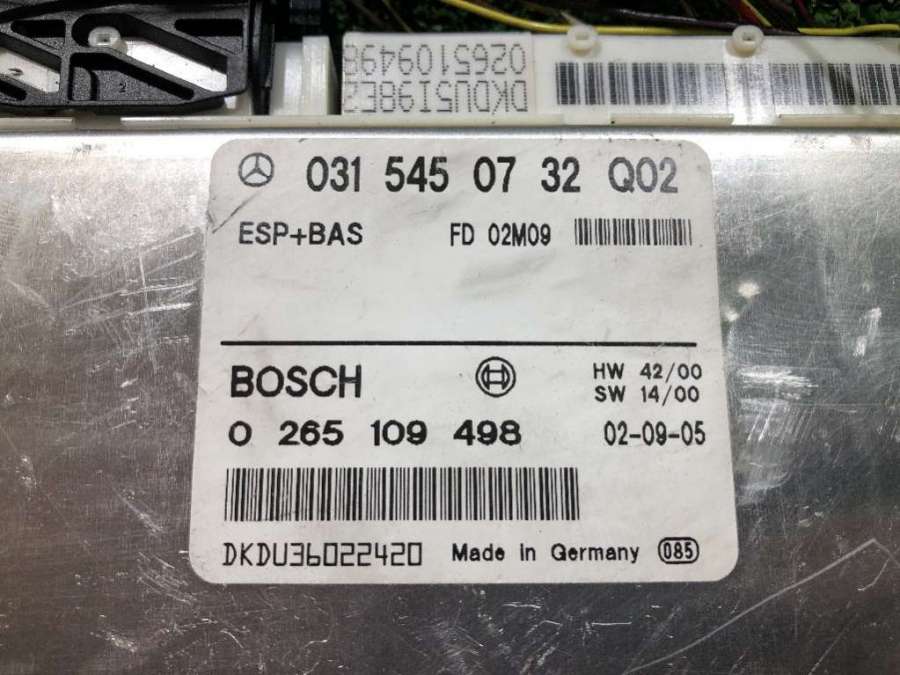 0265109498
DKDU5I98E2
031 545 07 32 Q02
ESP+BAS FD 02M09
BOSCH HW 42/00
SW 14/00
0 265 109 498 02-09-05
DKDU36022420 Made in Germany 085